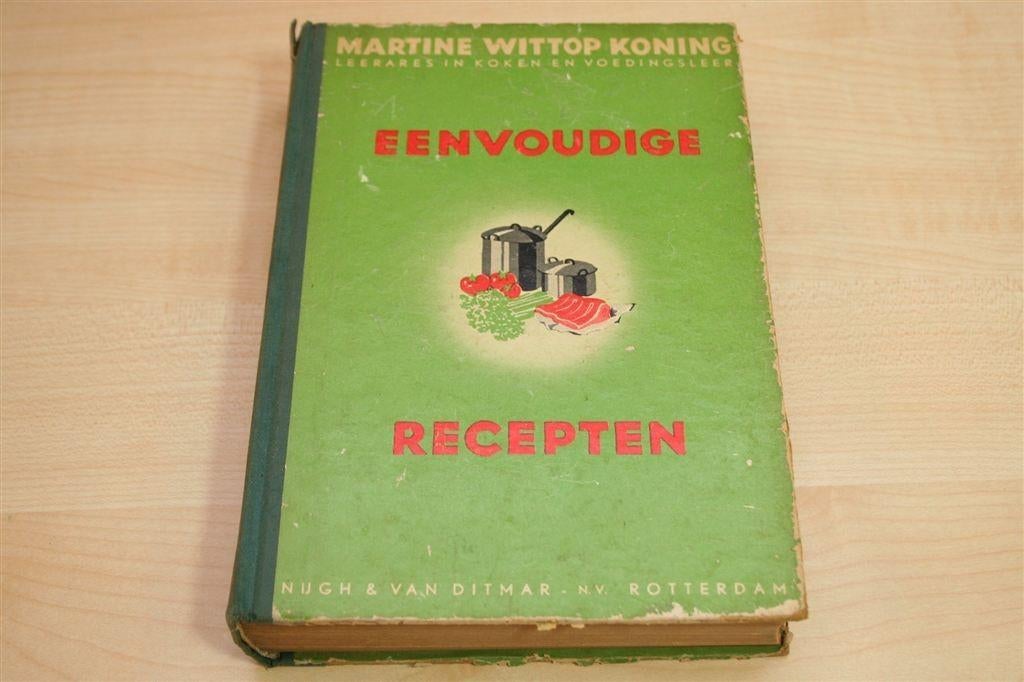 MARTINE WITTOP KONING
LEERARES IN KOKEN EN VOEDINGSLEER
EENVOUDIGE
RECEPTEN
NIJGH & VAN DITMAR - N.V. ROTTERDAM